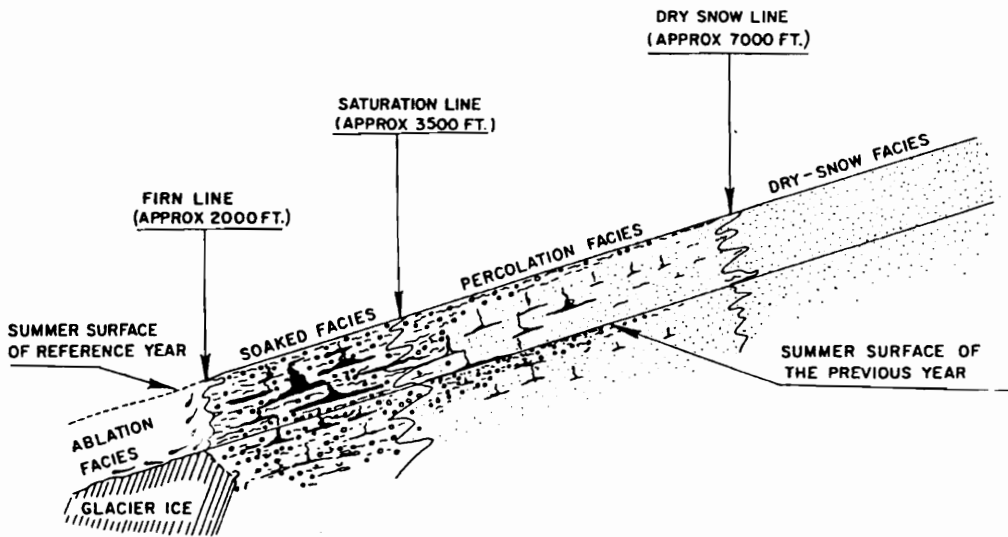 DRY SNOW LINE
(APPROX 7000 FT.)
SATURATION LINE
(APPROX 3500 FT.)
FIRN LINE
(APPROX 2000 FT.)
DRY-SNOW FACIES
PERCOLATION FACIES
SOAKED FACIES
SUMMER SURFACE
OF REFERENCE YEAR
SUMMER SURFACE OF
THE PREVIOUS YEAR
ABLATION
FACIES
GLACIER ICE